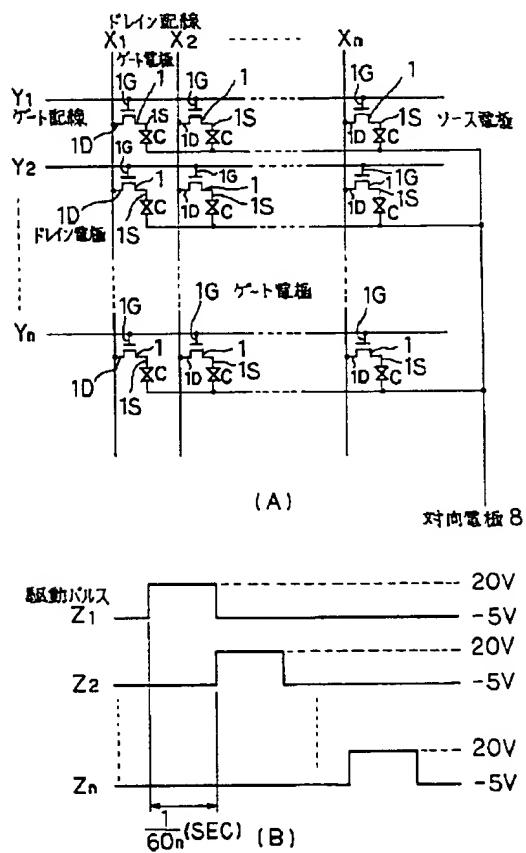 ドレイン配線
X1 X2 Xn
ゲート電極
1G 1 1G 1 1G 1
Y1
ゲート配線 1S 1S 1S ソース電極
1D C 1D C 1D C
Y2
1G 1 1G 1 1G 1
1D 1S C 1D 1S C 1D 1S C
ドレイン電極
1G 1G ゲート電極 1G
Yn
1 1 1
1D 1S C 1D 1S C 1D 1S C
(A)
対向電極 8
駆動パルス
20V
Z1 -5V
20V
Z2 -5V
20V
Zn -5V
1/60n (SEC) (B)